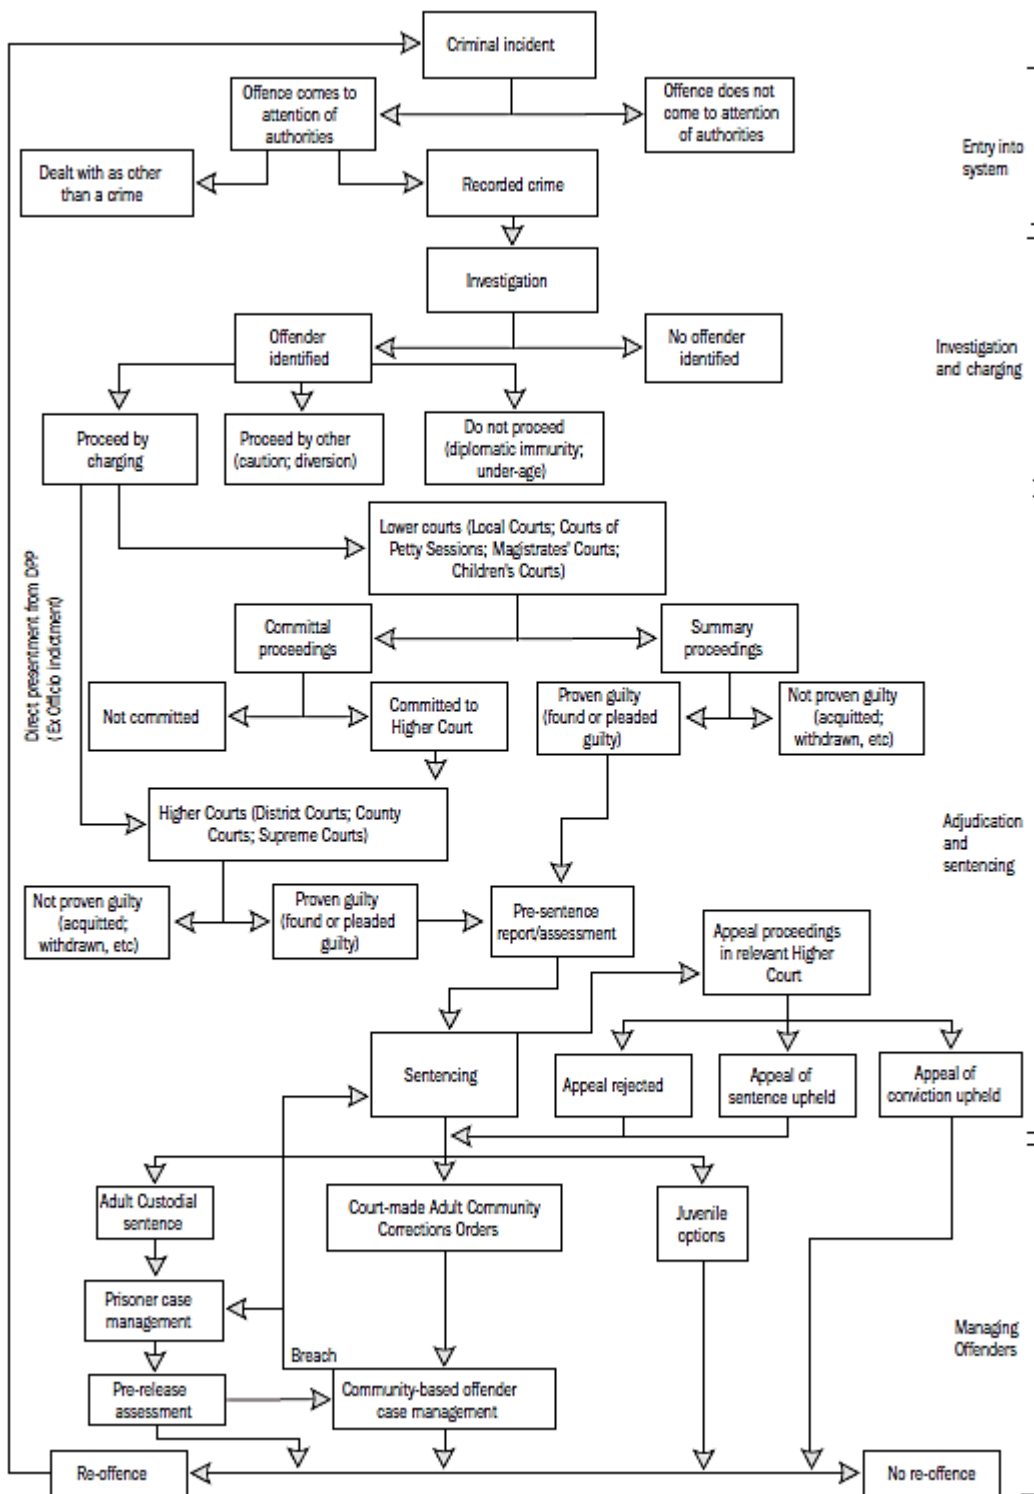 Criminal incident
Offence comes to
attention of
authorities
Offence does not
come to attention
of authorities
Entry into
system
Dealt with as other
than a crime
Recorded crime
Investigation
Offender
identified
No offender
identified
Investigation
and charging
Proceed by
charging
Proceed by other
(caution; diversion)
Do not proceed
(diplomatic immunity;
under-age)
Direct presentment from DPP
( Ex Officio indictment)
Lower courts (Local Courts; Courts of
Petty Sessions; Magistrates' Courts;
Children's Courts)
Committal
proceedings
Summary
proceedings
Not committed
Committed to
Higher Court
Proven guilty
(found or pleaded
guilty)
Not proven guilty
(acquitted;
withdrawn, etc)
Higher Courts (District Courts; County
Courts; Supreme Courts)
Adjudication
and
sentencing
Not proven guilty
(acquitted;
withdrawn, etc)
Proven guilty
(found or pleaded
guilty)
Pre-sentence
report/assessment
Appeal proceedings
in relevant Higher
Court
Sentencing
Appeal rejected
Appeal of
sentence upheld
Appeal of
conviction upheld
Adult Custodial
sentence
Court-made Adult Community
Corrections Orders
Juvenile
options
Prisoner case
management
Managing
Offenders
Breach
Pre-release
assessment
Community-based offender
case management
Re-offence
No re-offence